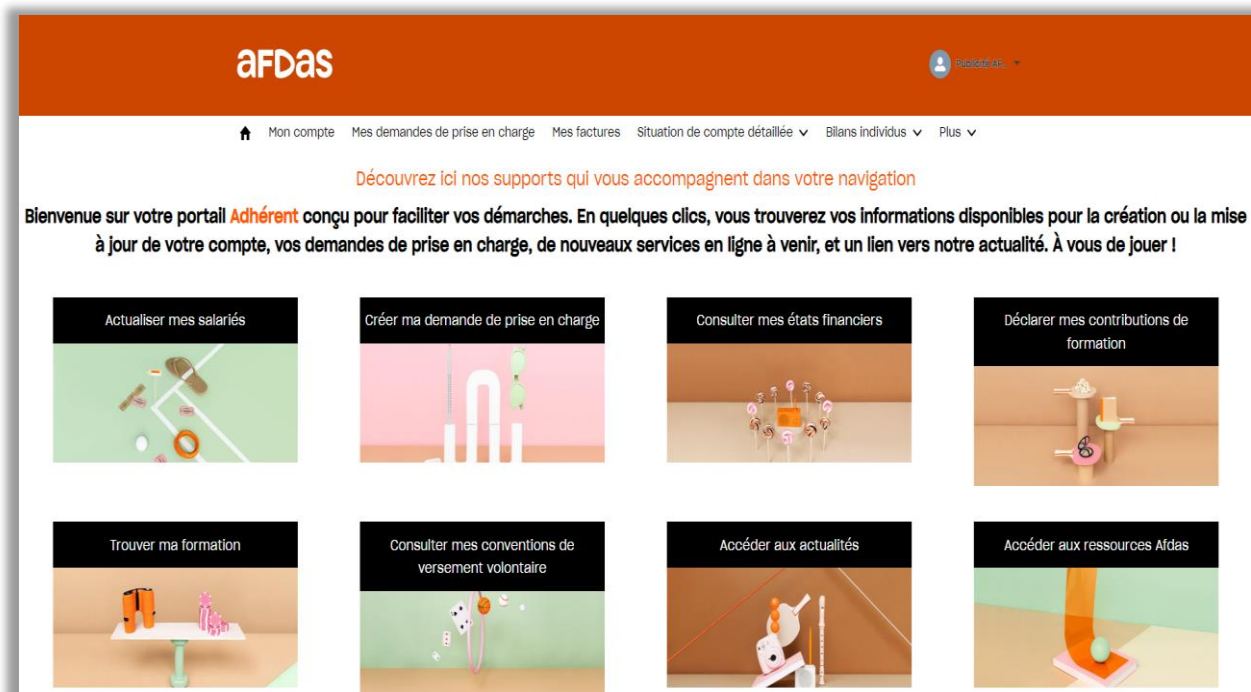 aFDas
Publicité AF...
Mon compte Mes demandes de prise en charge Mes factures Situation de compte détaillée Bilans individus Plus
Découvrez ici nos supports qui vous accompagnent dans votre navigation
Bienvenue sur votre portail Adhérent conçu pour faciliter vos démarches. En quelques clics, vous trouverez vos informations disponibles pour la création ou la mise
à jour de votre compte, vos demandes de prise en charge, de nouveaux services en ligne à venir, et un lien vers notre actualité. À vous de jouer !
Actualiser mes salariés
Créer ma demande de prise en charge
Consulter mes états financiers
Déclarer mes contributions de
formation
Trouver ma formation
Consulter mes conventions de
versement volontaire
Accéder aux actualités
Accéder aux ressources Afdas